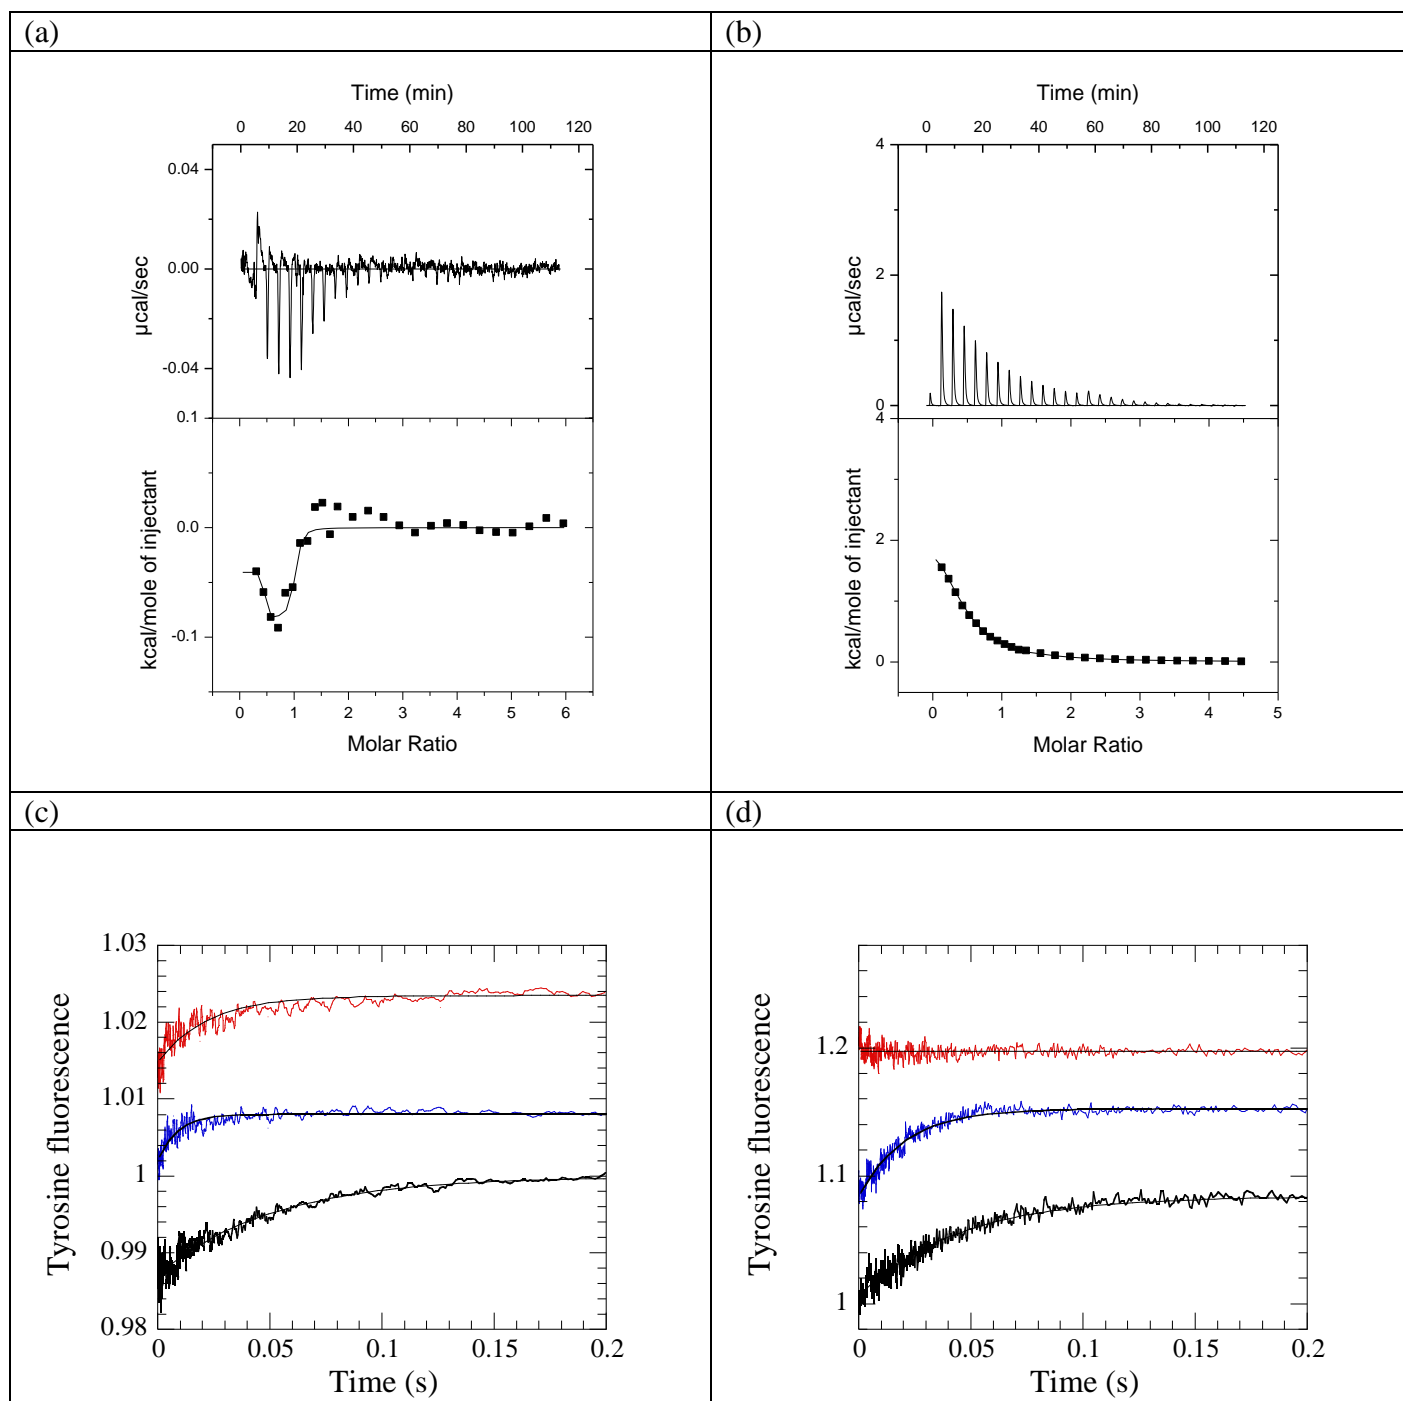 (a)
Time (min)
0 20 40 60 80 100 120
0.04
0.00
-0.04
µcal/sec
0.1
0.0
-0.1
kcal/mole of injectant
0 1 2 3 4 5 6
Molar Ratio
(b)
Time (min)
0 20 40 60 80 100 120
4
2
0
µcal/sec
4
2
0
kcal/mole of injectant
0 1 2 3 4 5
Molar Ratio
(c)
1.03
1.02
1.01
1
0.99
0.98
Tyrosine fluorescence
0 0.05 0.1 0.15 0.2
Time (s)
(d)
1.2
1.1
1
Tyrosine fluorescence
0 0.05 0.1 0.15 0.2
Time (s)